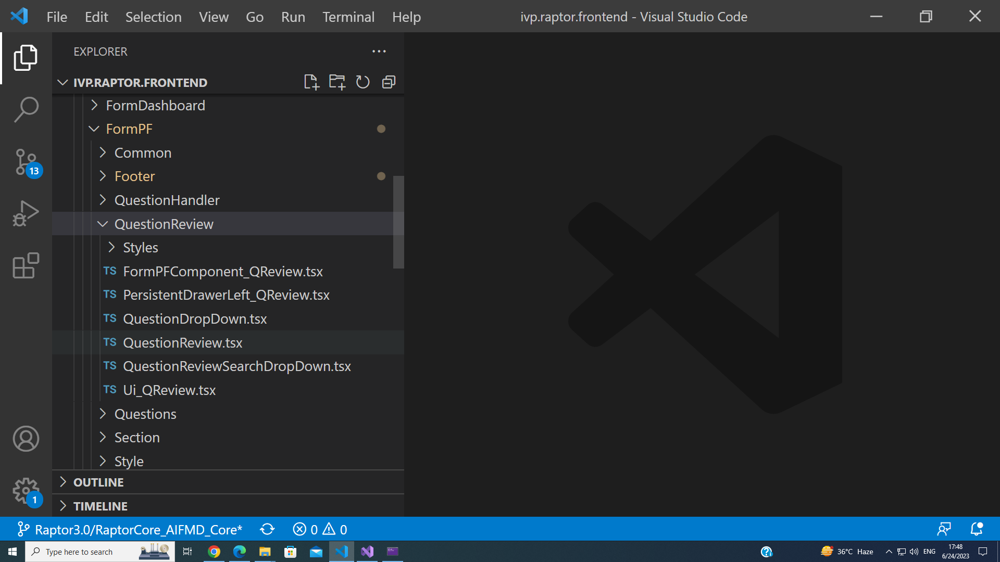 File Edit Selection View Go Run Terminal Help
ivp.raptor.frontend - Visual Studio Code
EXPLORER
IVP.RAPTOR.FRONTEND
FormDashboard
FormPF
Common
Footer
QuestionHandler
QuestionReview
Styles
TS FormPFComponent_QReview.tsx
TS PersistentDrawerLeft_QReview.tsx
TS QuestionDropDown.tsx
TS QuestionReview.tsx
TS QuestionReviewSearchDropDown.tsx
TS Ui_QReview.tsx
Questions
Section
Style
OUTLINE
TIMELINE
13
1
Raptor3.0/RaptorCore_AIFMD_Core* 0 0
Type here to search
36°C Haze
ENG
17:48
6/24/2023